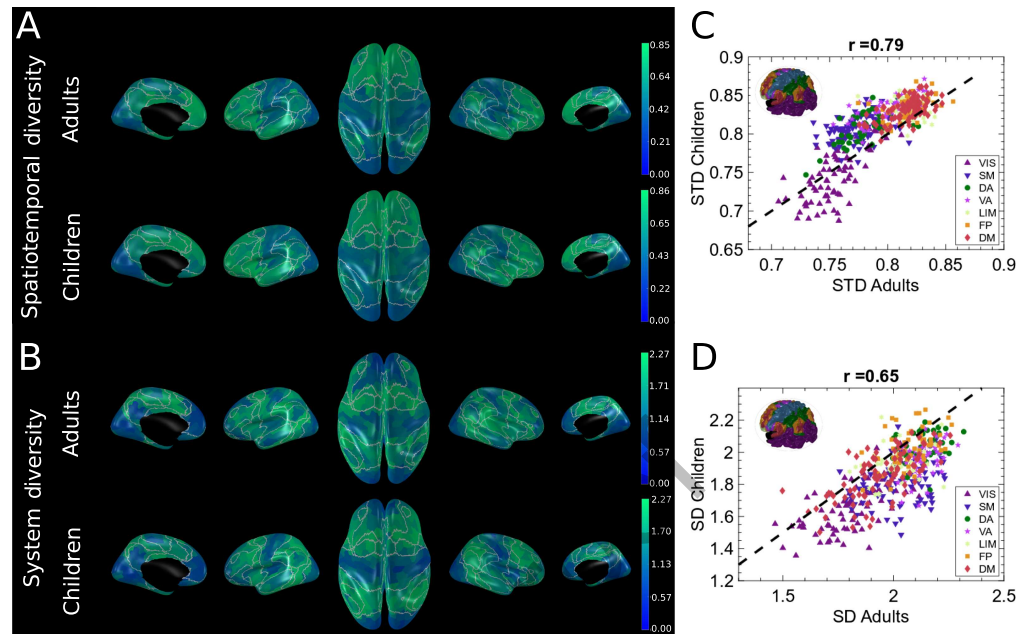 A
Spatiotemporal diversity
Adults
0.85
0.64
0.42
0.21
0.00
Children
0.86
0.65
0.43
0.22
0.00
B
System diversity
Adults
2.27
1.71
1.14
0.57
0.00
Children
2.27
1.70
1.13
0.57
0.00
C
r =0.79
STD Children
0.9
0.85
0.8
0.75
0.7
0.65
0.7 0.75 0.8 0.85 0.9
STD Adults
VIS
SM
DA
VA
LIM
FP
DM
D
r =0.65
SD Children
2.2
2
1.8
1.6
1.4
1.2
1.5 2 2.5
SD Adults
VIS
SM
DA
VA
LIM
FP
DM